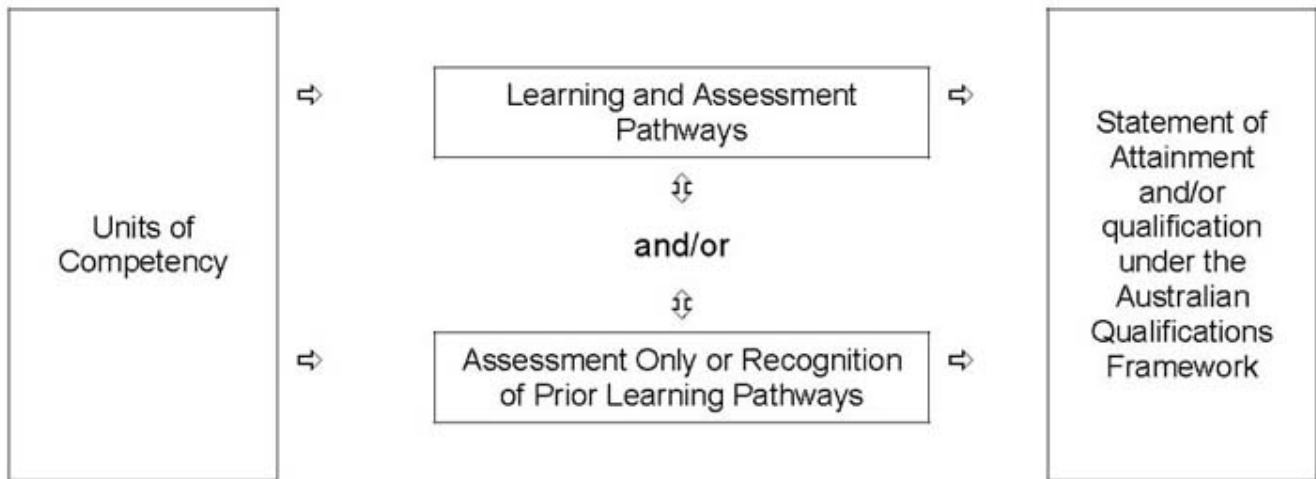 Units of
Competency
Learning and Assessment
Pathways
and/or
Assessment Only or Recognition
of Prior Learning Pathways
Statement of
Attainment
and/or
qualification
under the
Australian
Qualifications
Framework